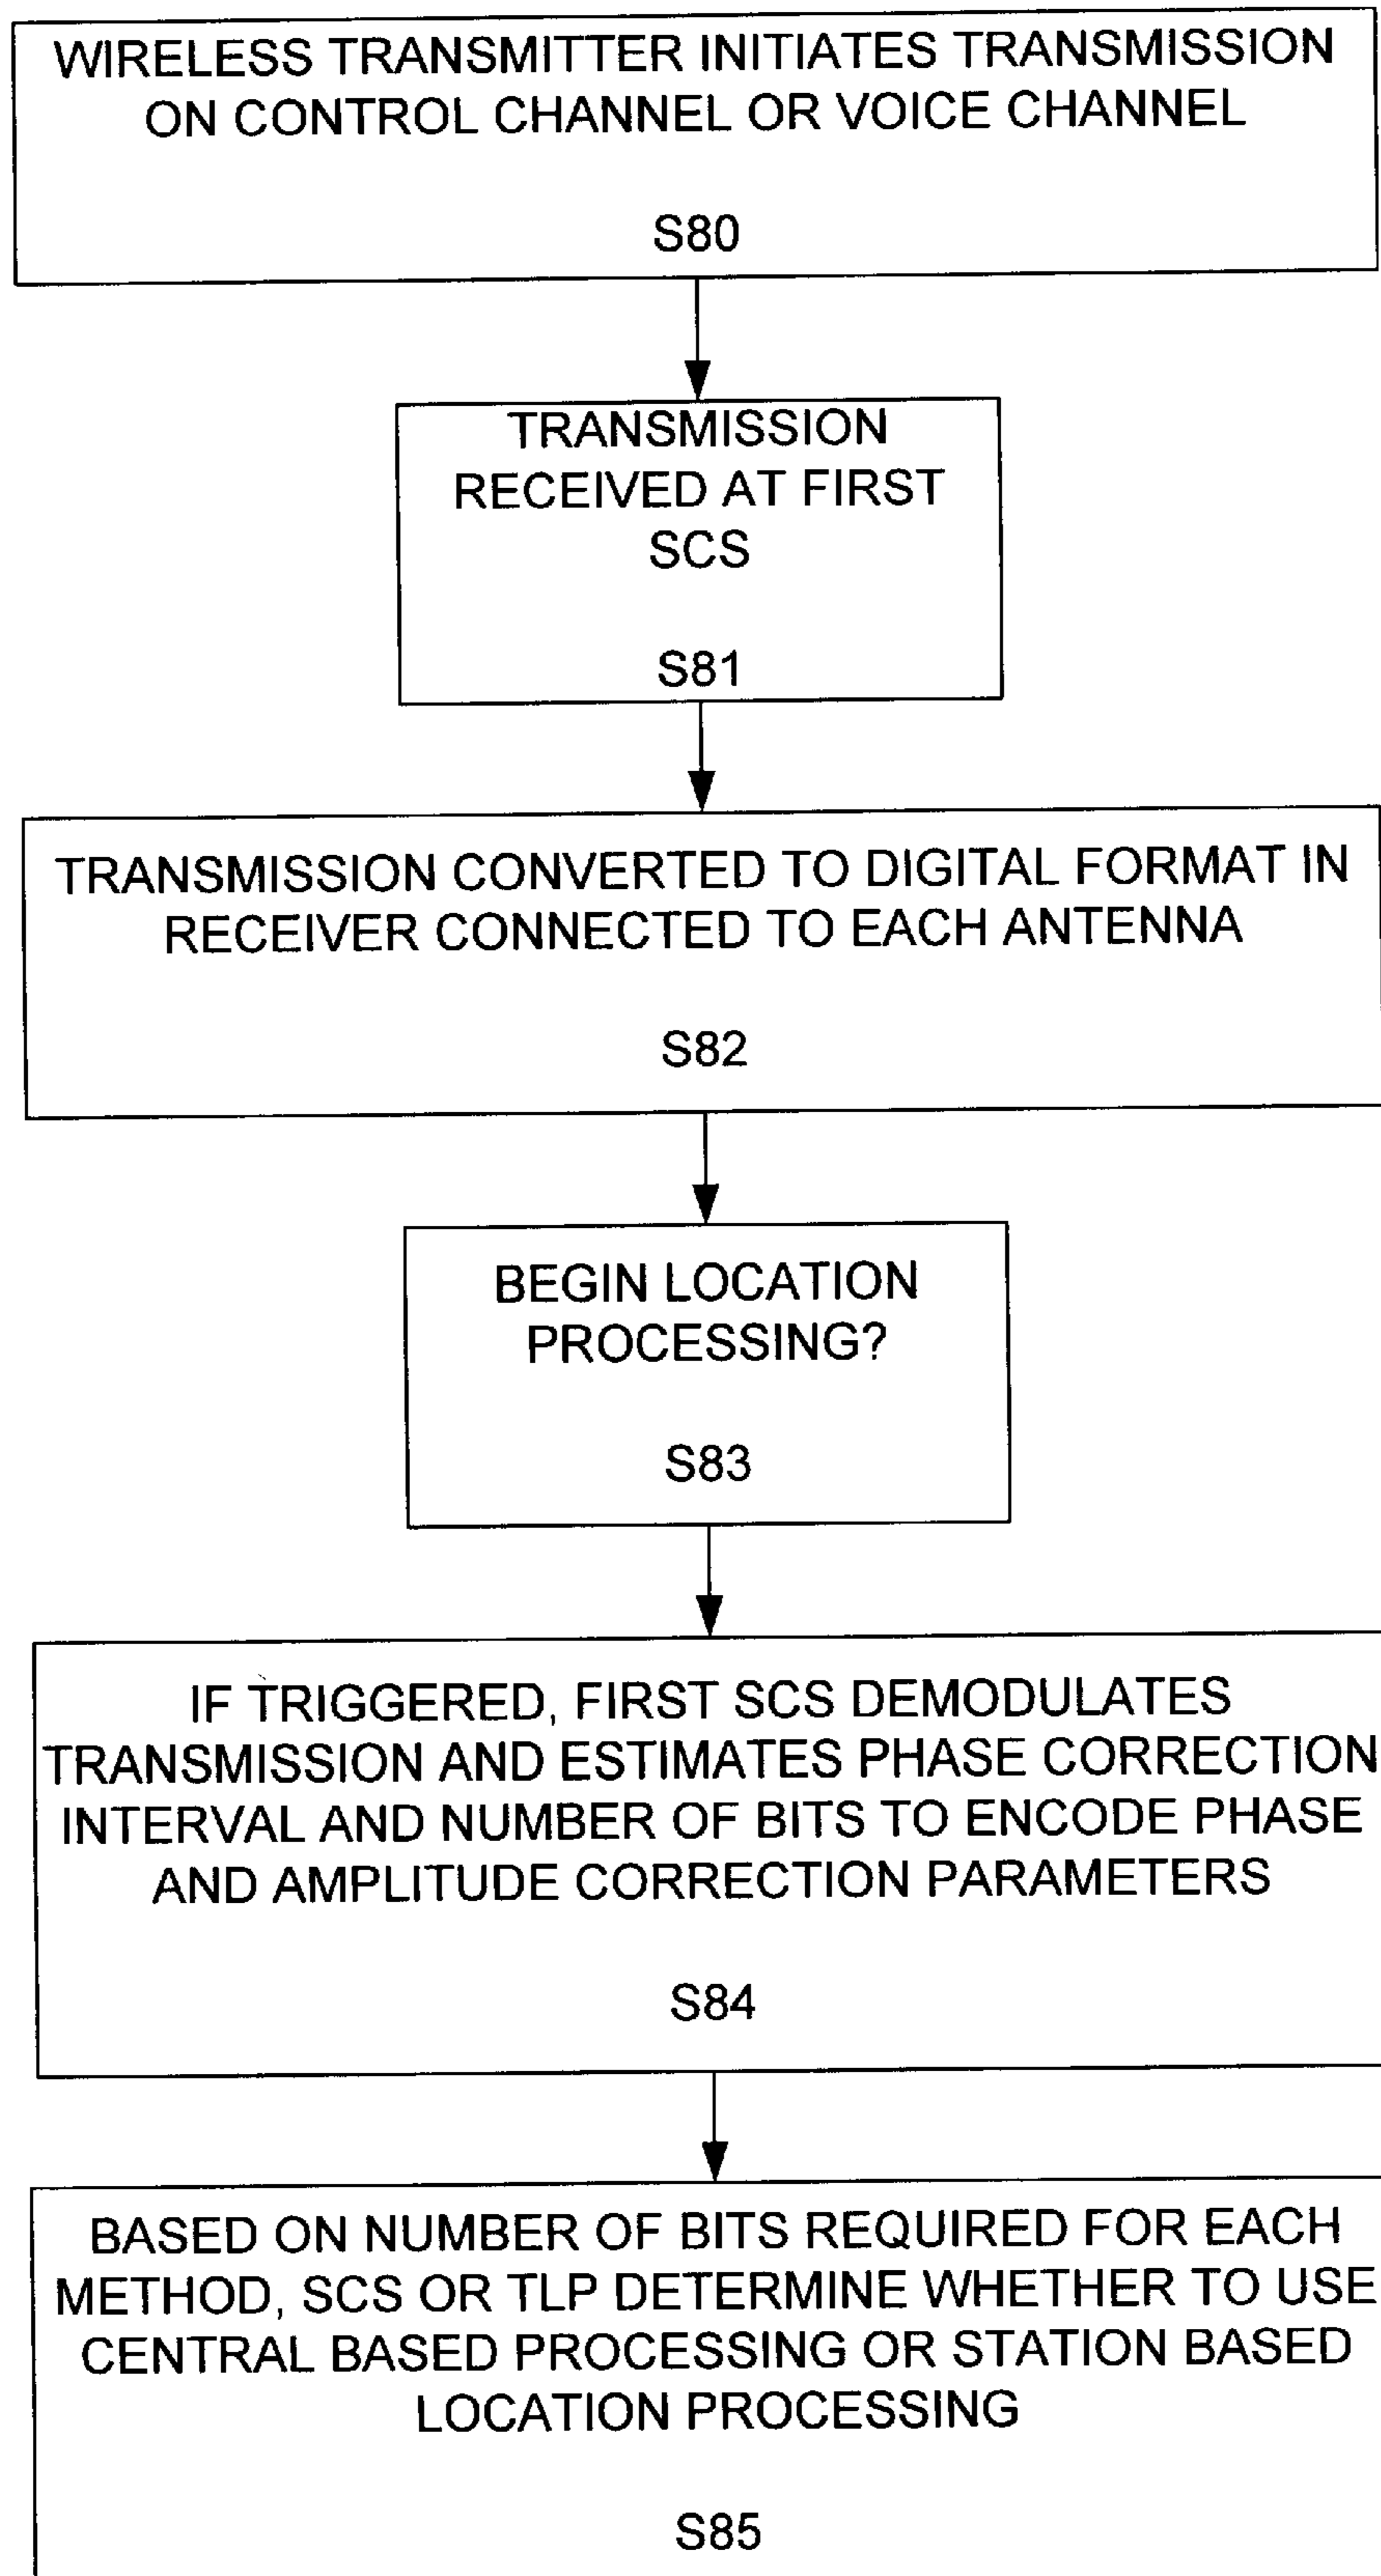 WIRELESS TRANSMITTER INITIATES TRANSMISSION
ON CONTROL CHANNEL OR VOICE CHANNEL
S80
TRANSMISSION
RECEIVED AT FIRST
SCS
S81
TRANSMISSION CONVERTED TO DIGITAL FORMAT IN
RECEIVER CONNECTED TO EACH ANTENNA
S82
BEGIN LOCATION
PROCESSING?
S83
IF TRIGGERED, FIRST SCS DEMODULATES
TRANSMISSION AND ESTIMATES PHASE CORRECTION
INTERVAL AND NUMBER OF BITS TO ENCODE PHASE
AND AMPLITUDE CORRECTION PARAMETERS
S84
BASED ON NUMBER OF BITS REQUIRED FOR EACH
METHOD, SCS OR TLP DETERMINE WHETHER TO USE
CENTRAL BASED PROCESSING OR STATION BASED
LOCATION PROCESSING
S85